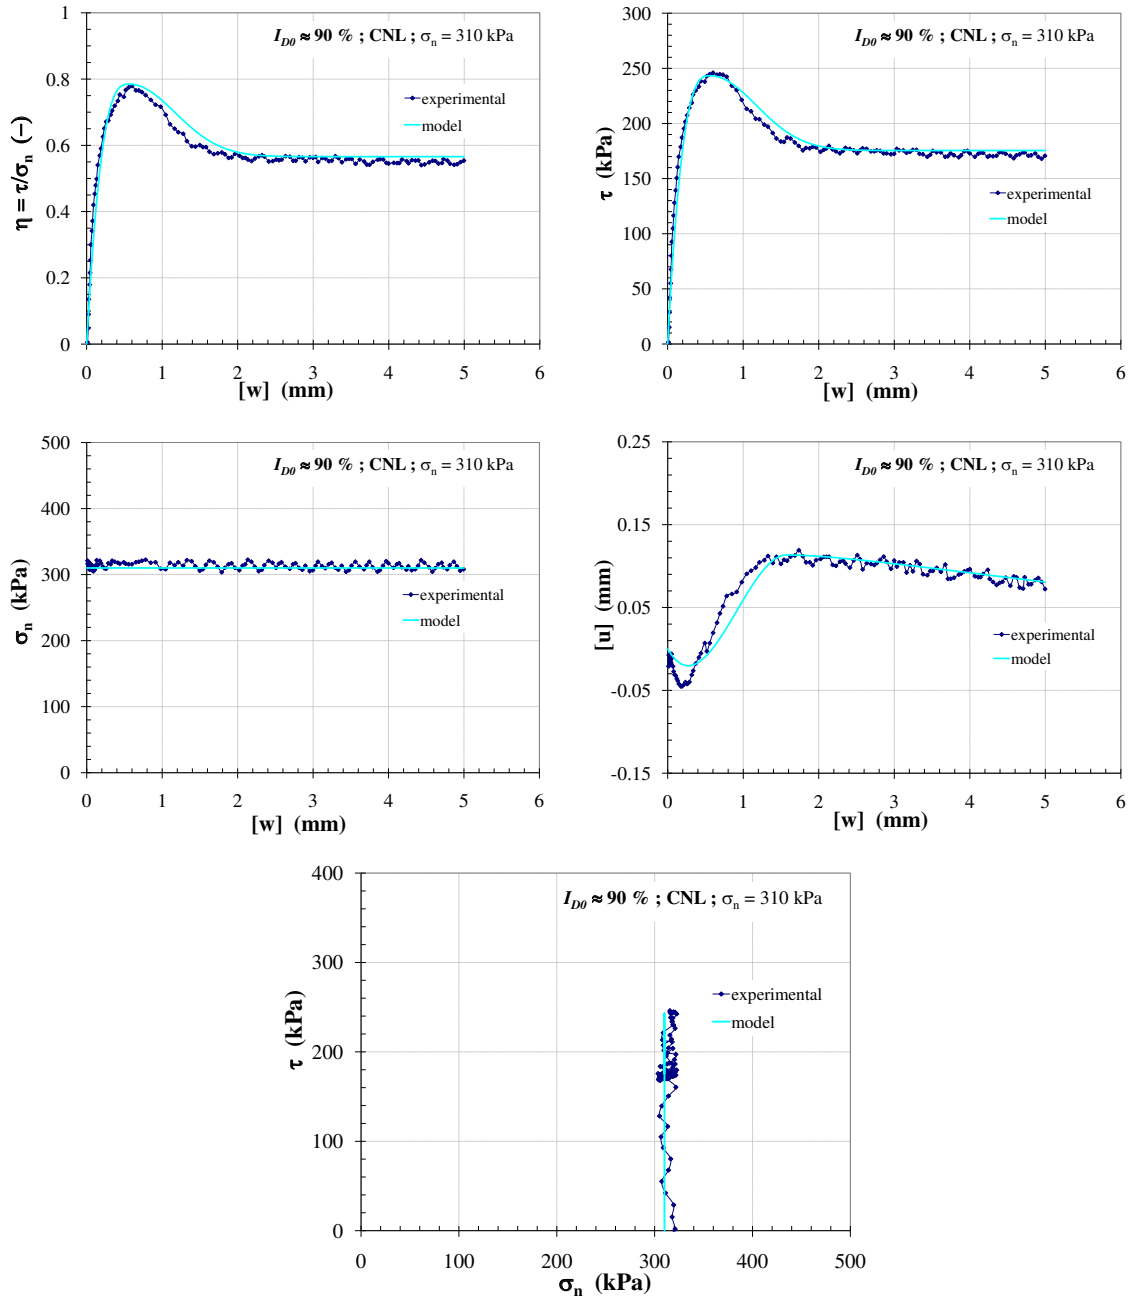 I_D0 ≈ 90 % ; CNL ; σn = 310 kPa
η = τ/σn (–)
1
0.8
0.6
0.4
0.2
0
experimental
model
0 1 2 3 4 5 6
[w] (mm)
I_D0 ≈ 90 % ; CNL ; σn = 310 kPa
τ (kPa)
300
250
200
150
100
50
0
experimental
model
0 1 2 3 4 5 6
[w] (mm)
I_D0 ≈ 90 % ; CNL ; σn = 310 kPa
σn (kPa)
500
400
300
200
100
0
experimental
model
0 1 2 3 4 5 6
[w] (mm)
I_D0 ≈ 90 % ; CNL ; σn = 310 kPa
[u] (mm)
0.25
0.15
0.05
-0.05
-0.15
experimental
model
0 1 2 3 4 5 6
[w] (mm)
I_D0 ≈ 90 % ; CNL ; σn = 310 kPa
τ (kPa)
400
300
200
100
0
experimental
model
0 100 200 300 400 500
σn (kPa)